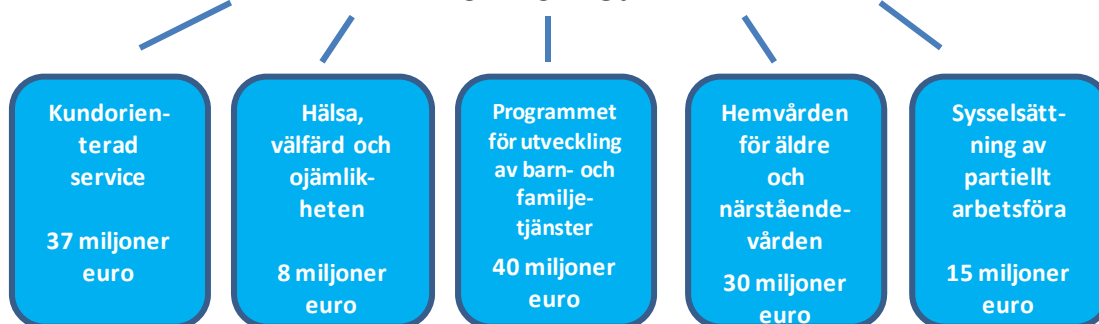 Kundorien-
terad
service
37 miljoner
euro
Hälsa,
välfärd och
ojämlik-
heten
8 miljoner
euro
Programmet
för utveckling
av barn- och
familje-
tjänster
40 miljoner
euro
Hemvården
för äldre
och
närstående-
vården
30 miljoner
euro
Sysselsätt-
ning av
partiellt
arbetsföra
15 miljoner
euro